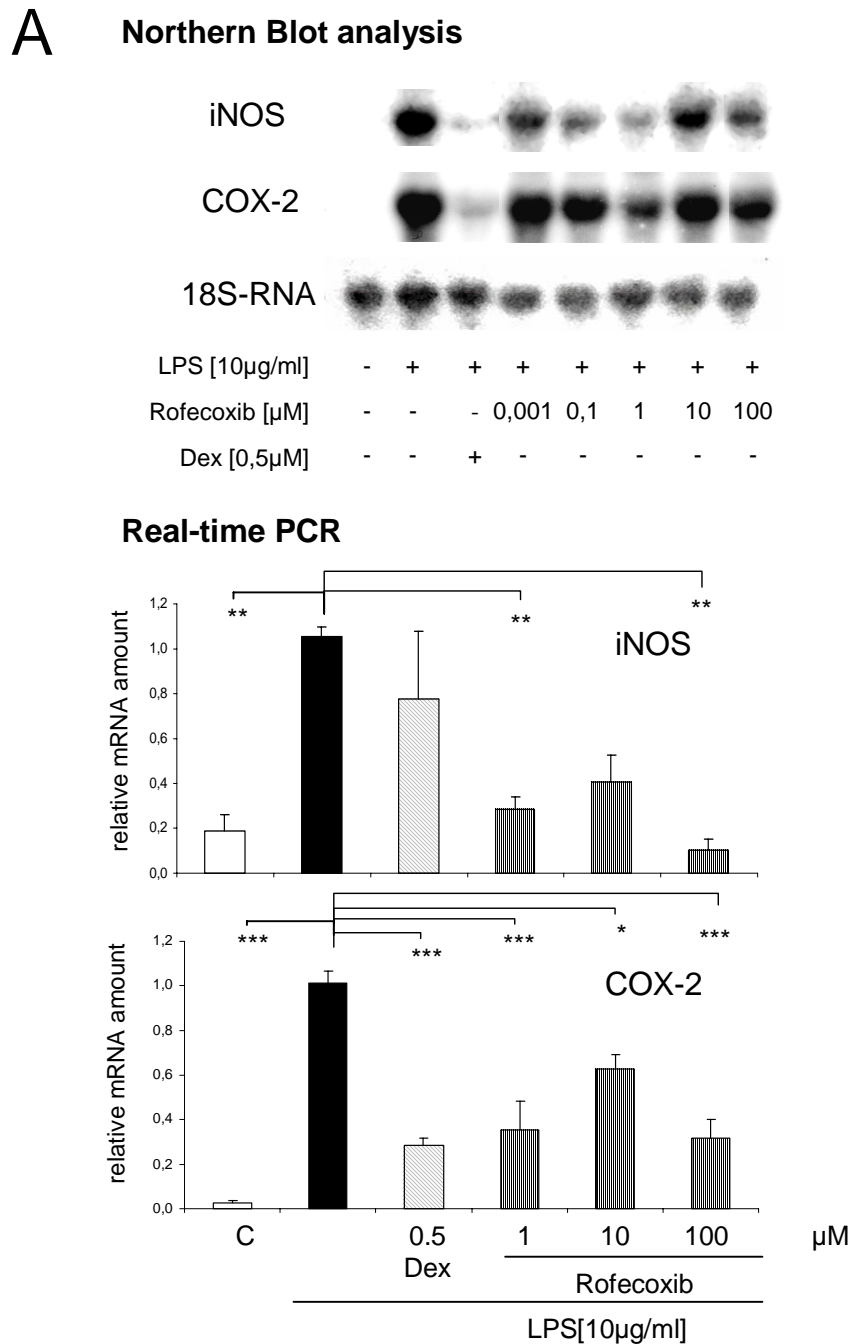 A
Northern Blot analysis
iNOS
COX-2
18S-RNA
LPS [10µg/ml] - + + + + + + +
Rofecoxib [µM] - - - 0,001 0,1 1 10 100
Dex [0,5µM] - - + - - - - -
Real-time PCR
** ** **
iNOS
relative mRNA amount
1,2
1,0
0,8
0,6
0,4
0,2
0,0
*** *** *** * ***
COX-2
relative mRNA amount
1,2
1,0
0,8
0,6
0,4
0,2
0,0
C 0.5 1 10 100 µM
Dex Rofecoxib
LPS[10µg/ml]